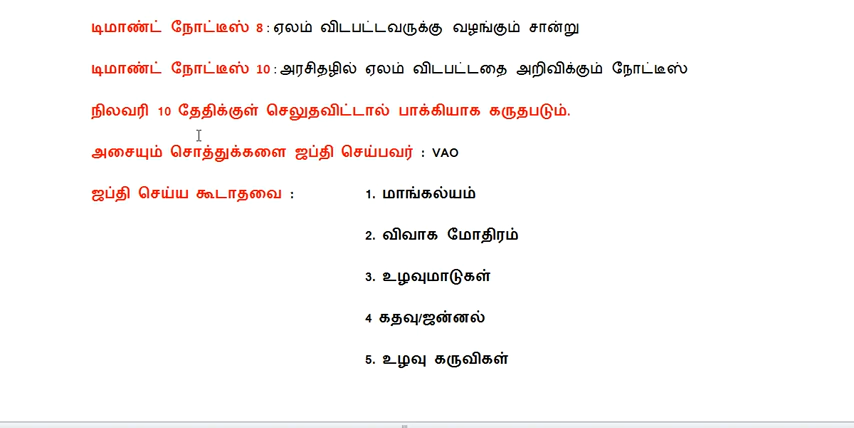 டிமாண்ட் நோட்டீஸ் 8 : ஏலம் விடபட்டவருக்கு வழங்கும் சான்று
டிமாண்ட் நோட்டீஸ் 10 : அரசிதழில் ஏலம் விடபட்டதை அறிவிக்கும் நோட்டீஸ்
நிலவரி 10 தேதிக்குள் செலுதவிட்டால் பாக்கியாக கருதபடும்.
அசையும் சொத்துக்களை ஜப்தி செய்பவர் : VAO
ஜப்தி செய்ய கூடாதவை : 1. மாங்கல்யம்
2. விவாக மோதிரம்
3. உழவுமாடுகள்
4 கதவு/ஜன்னல்
5. உழவு கருவிகள்